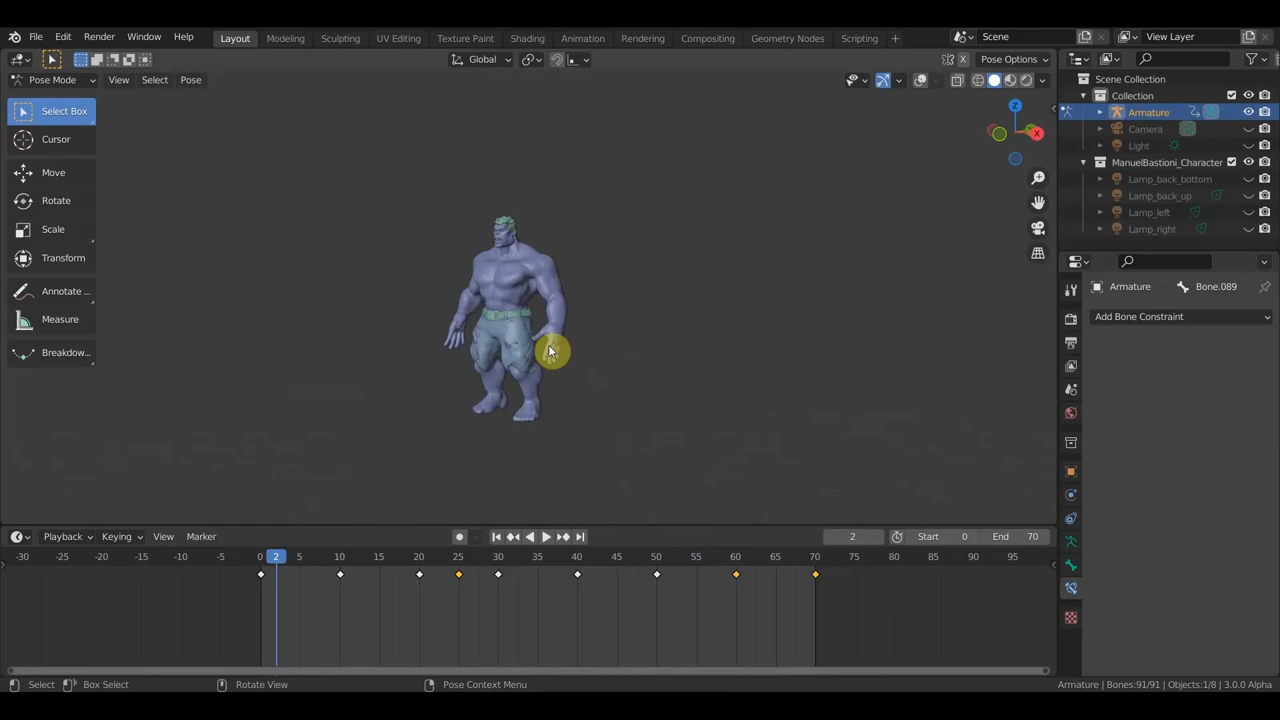 File Edit Render Window Help Layout Modeling Sculpting UV Editing Texture Paint Shading Animation Rendering Compositing Geometry Nodes Scripting + Scene View Layer
Global X Pose Options
Pose Mode View Select Pose
Scene Collection
Collection
Armature
Camera
Light
ManuelBastioni_Character
Lamp_back_bottom
Lamp_back_up
Lamp_left
Lamp_right
Select Box
Cursor
Move
Rotate
Scale
Transform
Annotate ...
Measure
Breakdow...
Z
X
Armature Bone.089
Add Bone Constraint
Playback Keying View Marker 2 Start 0 End 70
-30 -25 -20 -15 -10 -5 0 2 5 10 15 20 25 30 35 40 45 50 55 60 65 70 75 80 85 90 95
Select Box Select Rotate View Pose Context Menu Armature | Bones:91/91 | Objects:1/8 | 3.0.0 Alpha